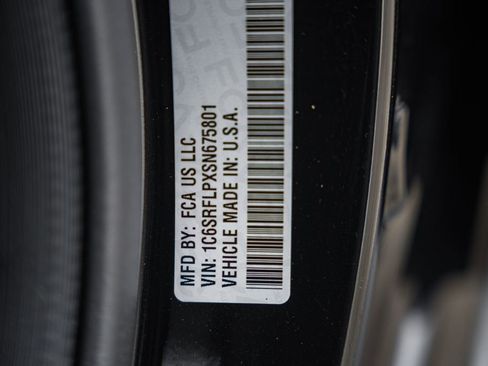 MFD BY: FCA US LLC
VIN: 1C6SRFLPXSN675801
VEHICLE MADE IN: U.S.A.